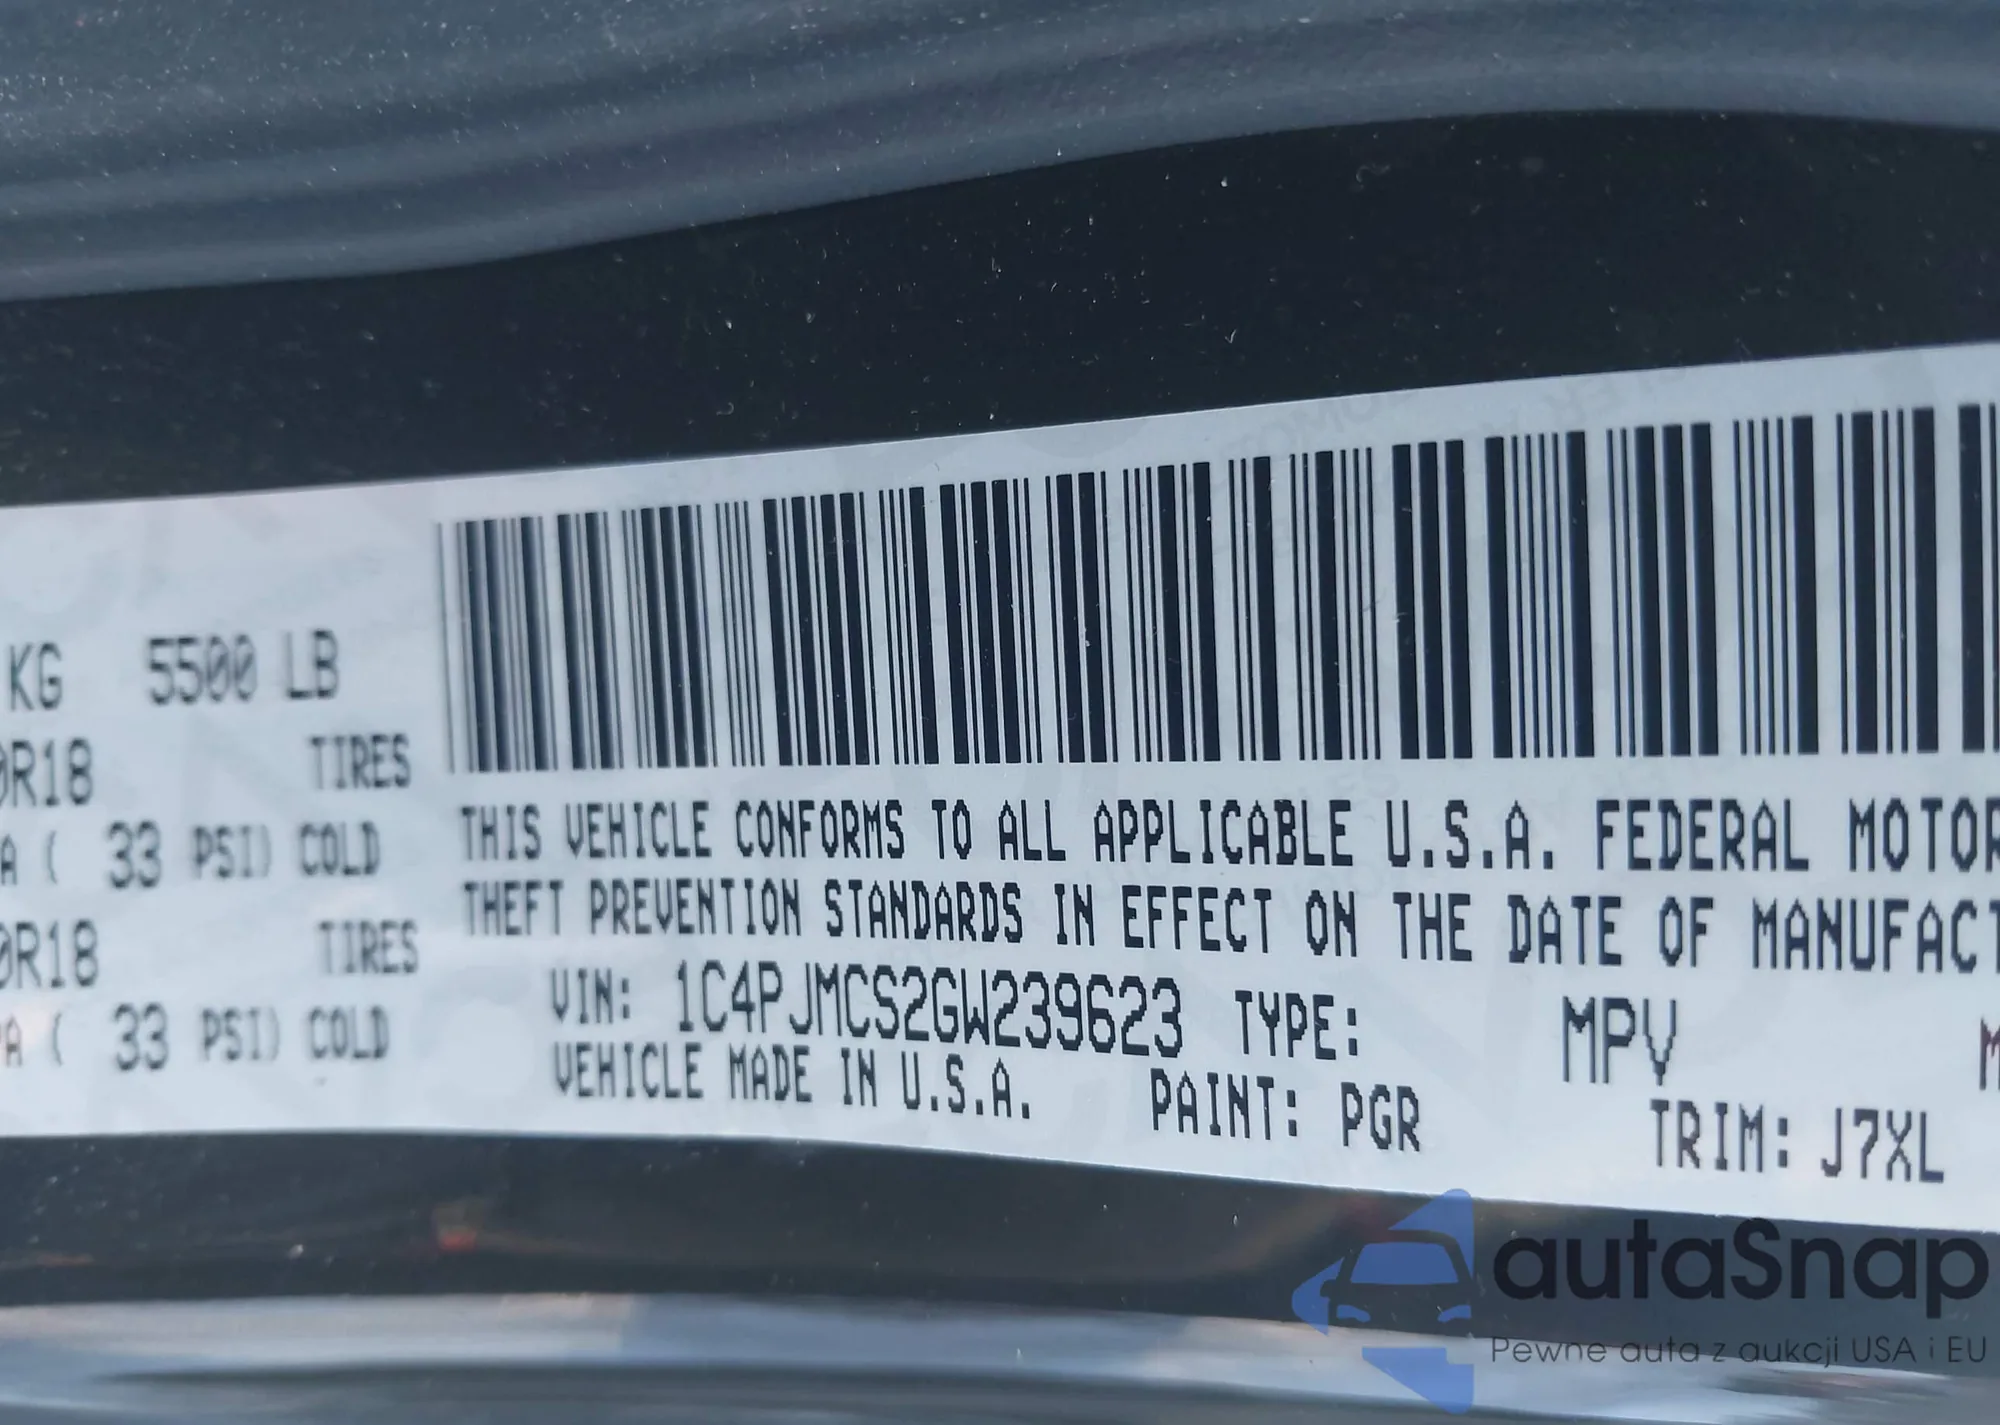 KG 5500 LB
0R18 TIRES
A ( 33 PSI) COLD
0R18 TIRES
PA ( 33 PSI) COLD
THIS VEHICLE CONFORMS TO ALL APPLICABLE U.S.A. FEDERAL MOTOR
THEFT PREVENTION STANDARDS IN EFFECT ON THE DATE OF MANUFACT
VIN: 1C4PJMCS2GW239623 TYPE: MPV M
VEHICLE MADE IN U.S.A. PAINT: PGR TRIM: J7XL
autaSnap
Pewne auta z aukcji USA i EU